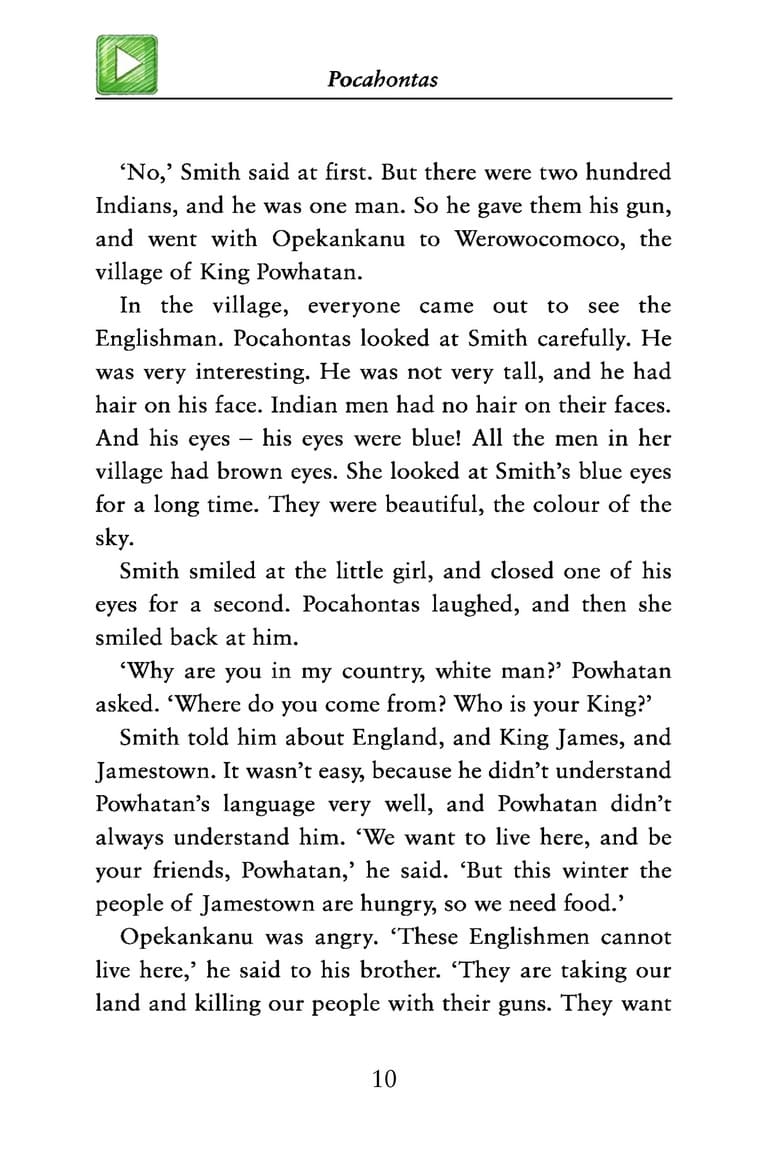 Pocahontas
‘No,’ Smith said at first. But there were two hundred
Indians, and he was one man. So he gave them his gun,
and went with Opekankanu to Werowocomoco, the
village of King Powhatan.
In the village, everyone came out to see the
Englishman. Pocahontas looked at Smith carefully. He
was very interesting. He was not very tall, and he had
hair on his face. Indian men had no hair on their faces.
And his eyes – his eyes were blue! All the men in her
village had brown eyes. She looked at Smith’s blue eyes
for a long time. They were beautiful, the colour of the
sky.
Smith smiled at the little girl, and closed one of his
eyes for a second. Pocahontas laughed, and then she
smiled back at him.
‘Why are you in my country, white man?’ Powhatan
asked. ‘Where do you come from? Who is your King?’
Smith told him about England, and King James, and
Jamestown. It wasn’t easy, because he didn’t understand
Powhatan’s language very well, and Powhatan didn’t
always understand him. ‘We want to live here, and be
your friends, Powhatan,’ he said. ‘But this winter the
people of Jamestown are hungry, so we need food.’
Opekankanu was angry. ‘These Englishmen cannot
live here,’ he said to his brother. ‘They are taking our
land and killing our people with their guns. They want
10